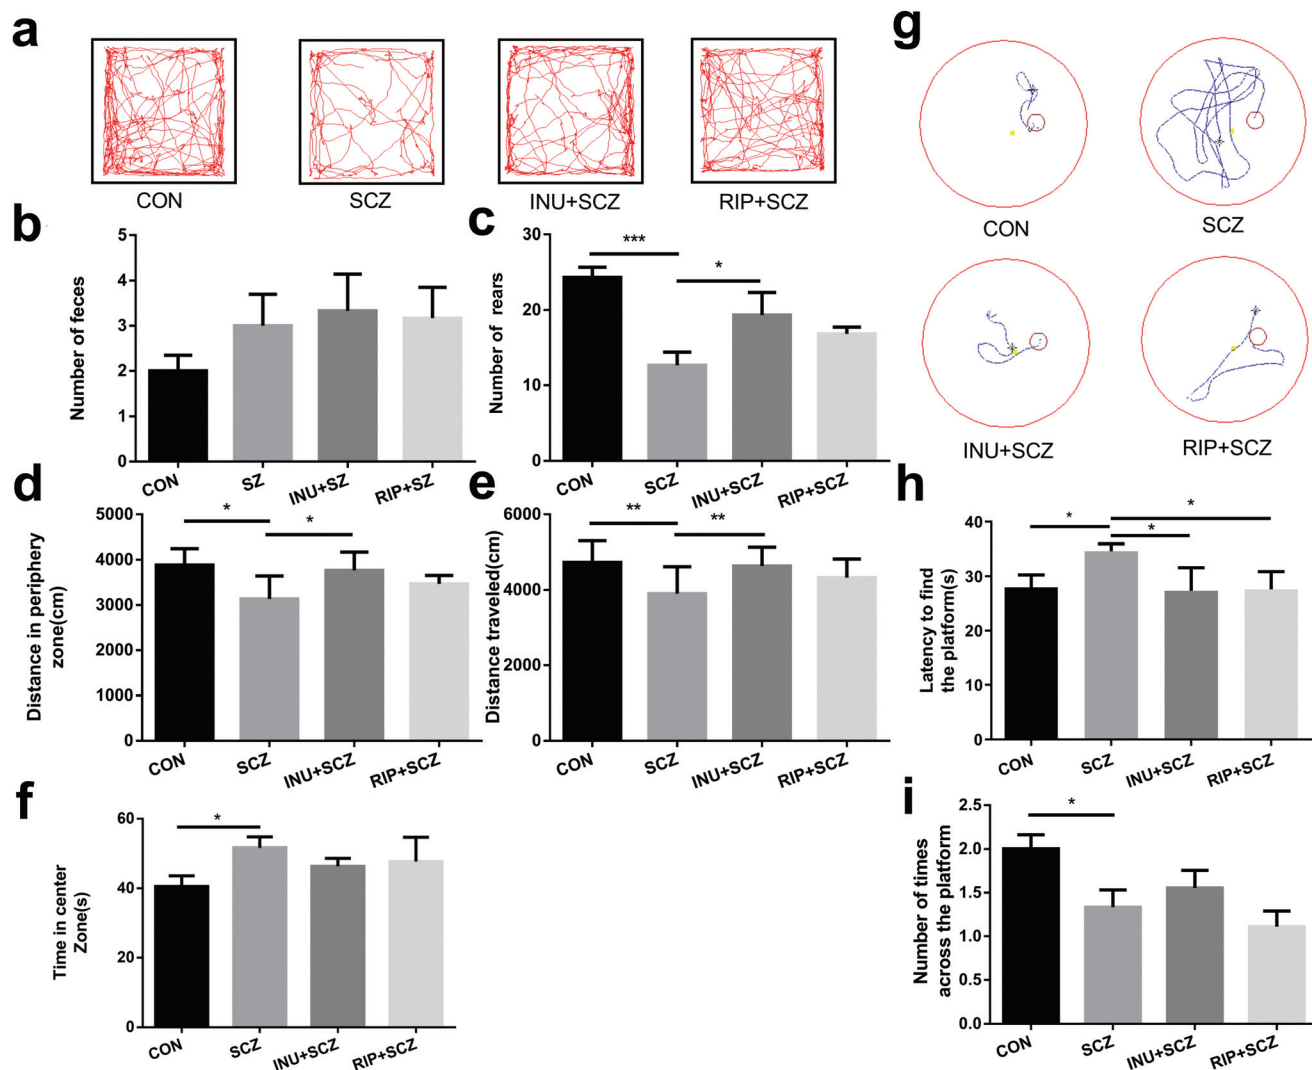 a
CON
SCZ
INU+SCZ
RIP+SCZ
b
Number of feces
5
4
3
2
1
0
CON
SZ
INU+SZ
RIP+SZ
c
Number of rears
30
20
10
0
***
*
CON
SCZ
INU+SCZ
RIP+SCZ
d
Distance in periphery
zone(cm)
5000
4000
3000
2000
1000
0
*
*
CON
SCZ
INU+SCZ
RIP+SCZ
e
Distance traveled(cm)
6000
4000
2000
0
**
**
CON
SCZ
INU+SCZ
RIP+SCZ
f
Time in center
Zone(s)
60
40
20
0
*
CON
SCZ
INU+SCZ
RIP+SCZ
g
CON
SCZ
INU+SCZ
RIP+SCZ
h
Latency to find
the platform(s)
40
30
20
10
0
*
*
*
CON
SCZ
INU+SCZ
RIP+SCZ
i
Number of times
across the platform
2.5
2.0
1.5
1.0
0.5
0.0
*
CON
SCZ
INU+SCZ
RIP+SCZ